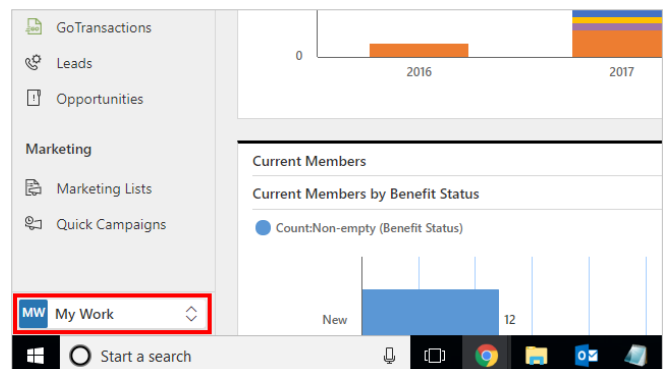 GoTransactions
Leads
Opportunities
Marketing
Marketing Lists
Quick Campaigns
MW My Work
0
2016 2017
Current Members
Current Members by Benefit Status
Count:Non-empty (Benefit Status)
New 12
Start a search